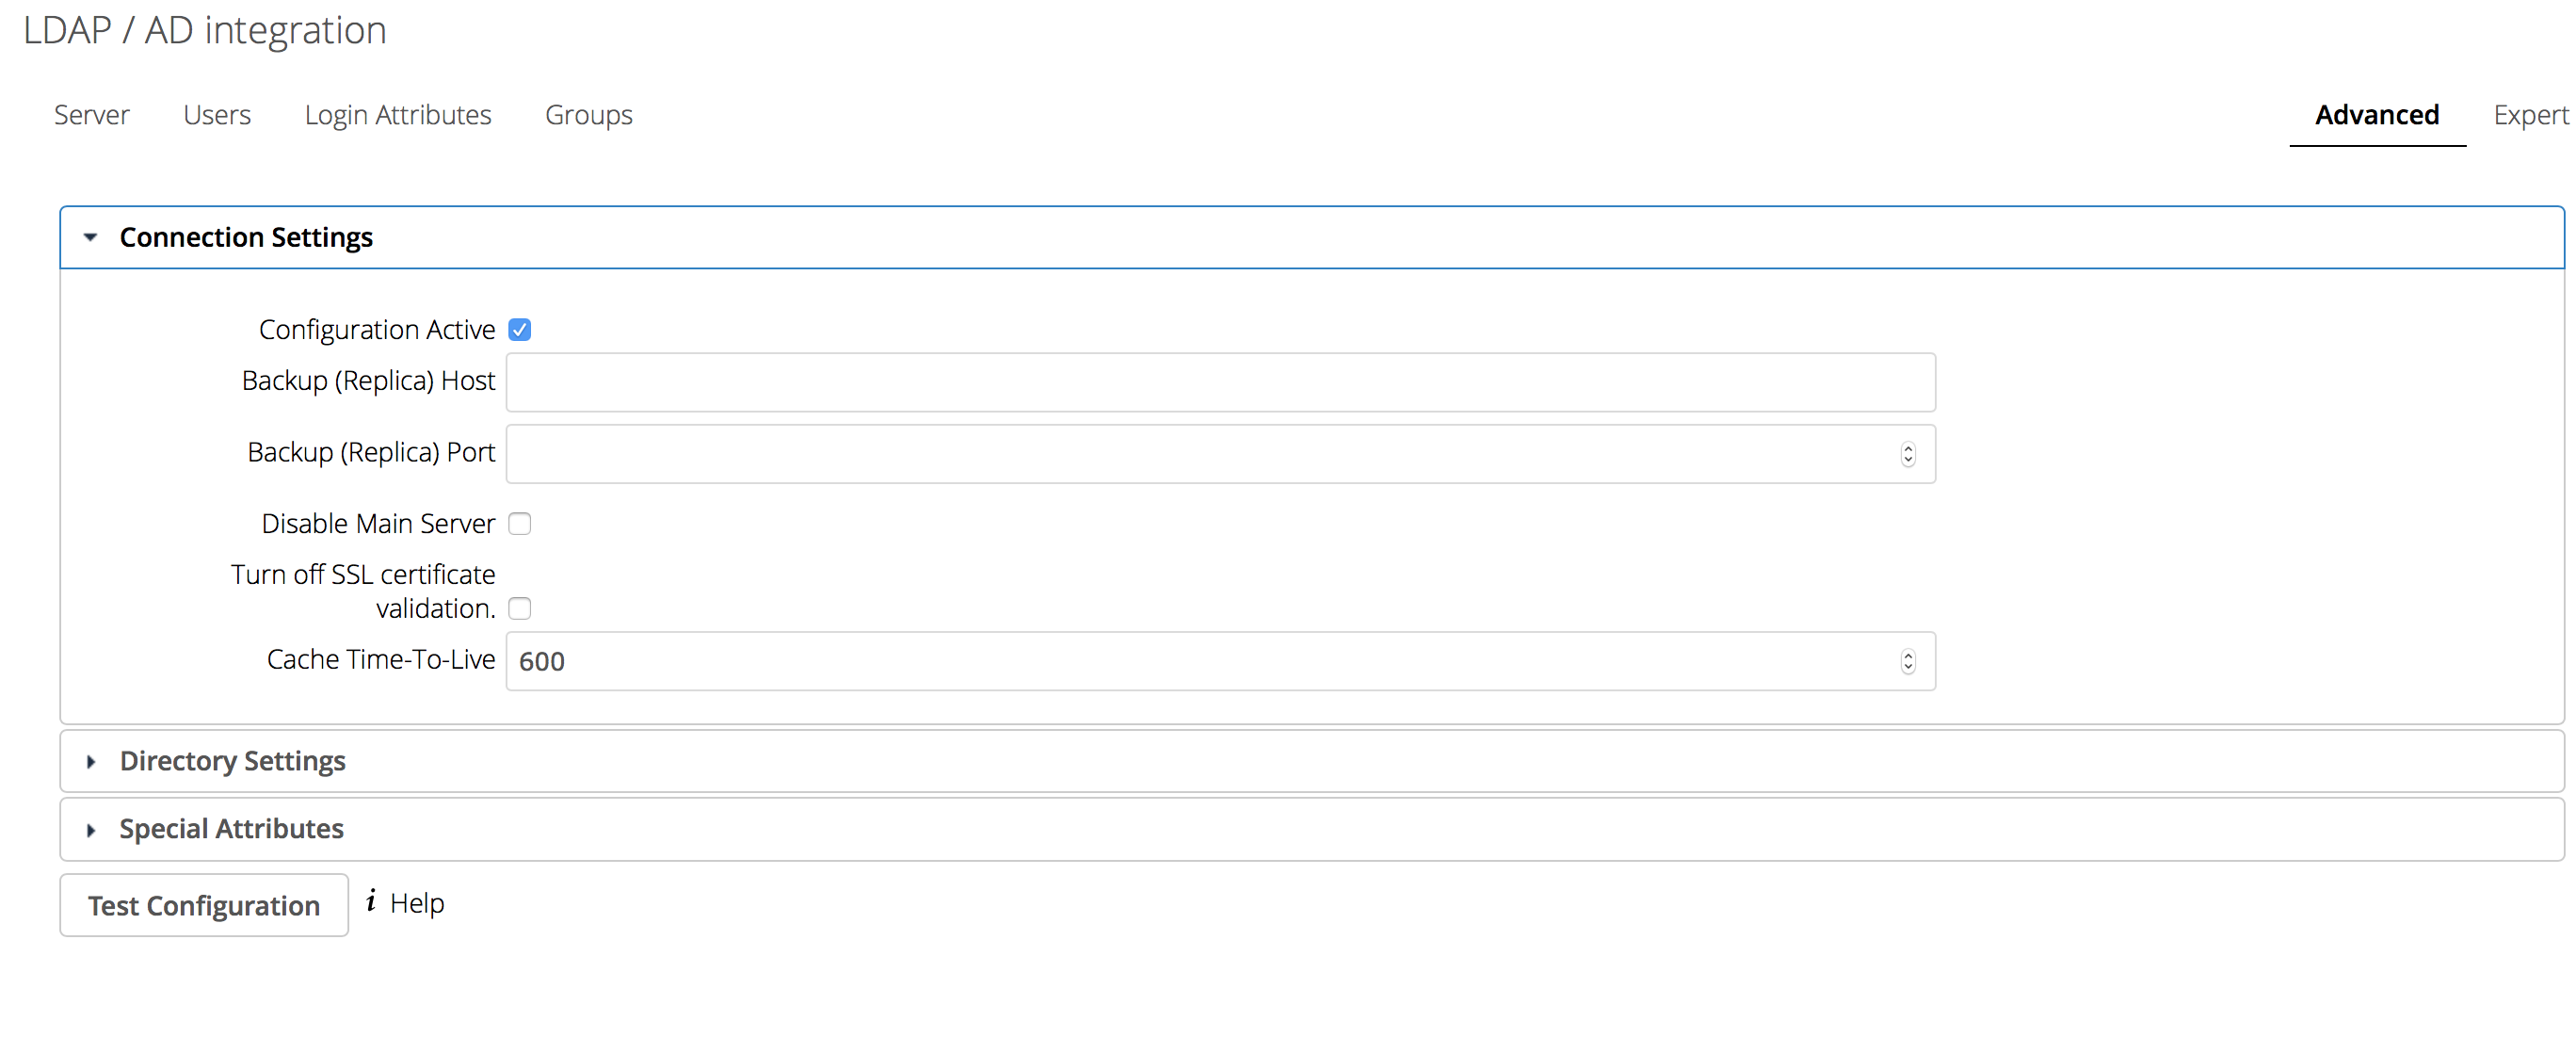 LDAP / AD integration
Server Users Login Attributes Groups Advanced Expert
Connection Settings
Configuration Active
Backup (Replica) Host
Backup (Replica) Port
Disable Main Server
Turn off SSL certificate
validation.
Cache Time-To-Live 600
Directory Settings
Special Attributes
Test Configuration i Help